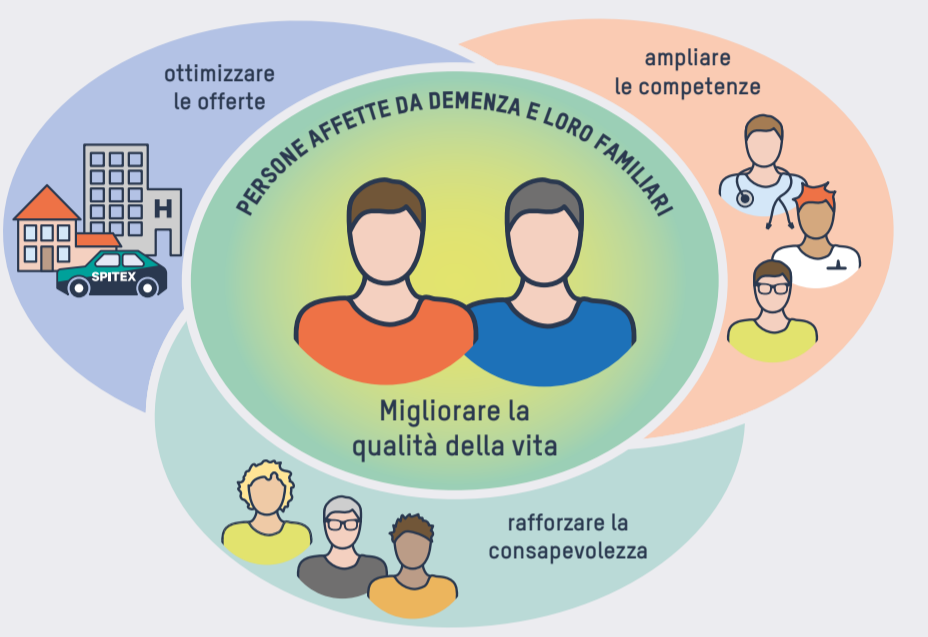 ottimizzare
le offerte
ampliare
le competenze
PERSONE AFFETTE DA DEMENZA E LORO FAMILIARI
H
SPITEX
Migliorare la
qualità della vita
rafforzare la
consapevolezza